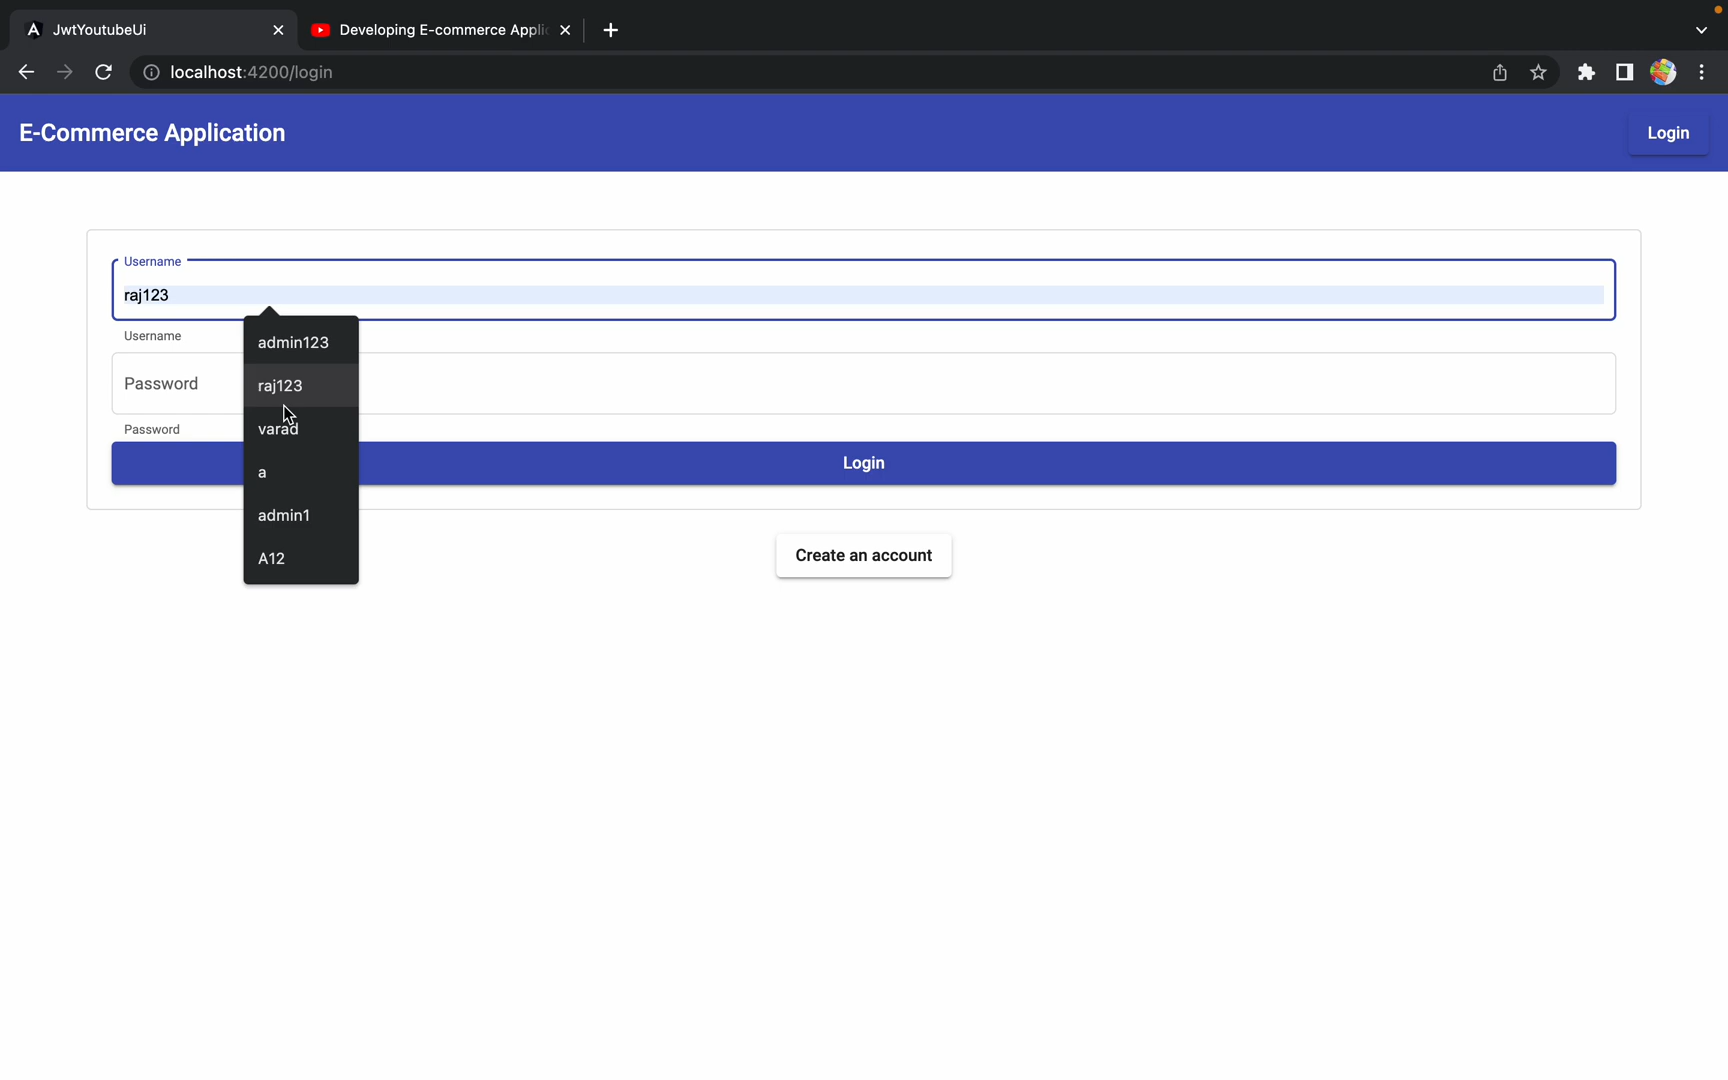 JwtYoutubeUi
Developing E-commerce Applic
localhost:4200/login
E-Commerce Application
Login
Username
raj123
Username
admin123
Password
raj123
Password
varad
Login
a
admin1
Create an account
A12